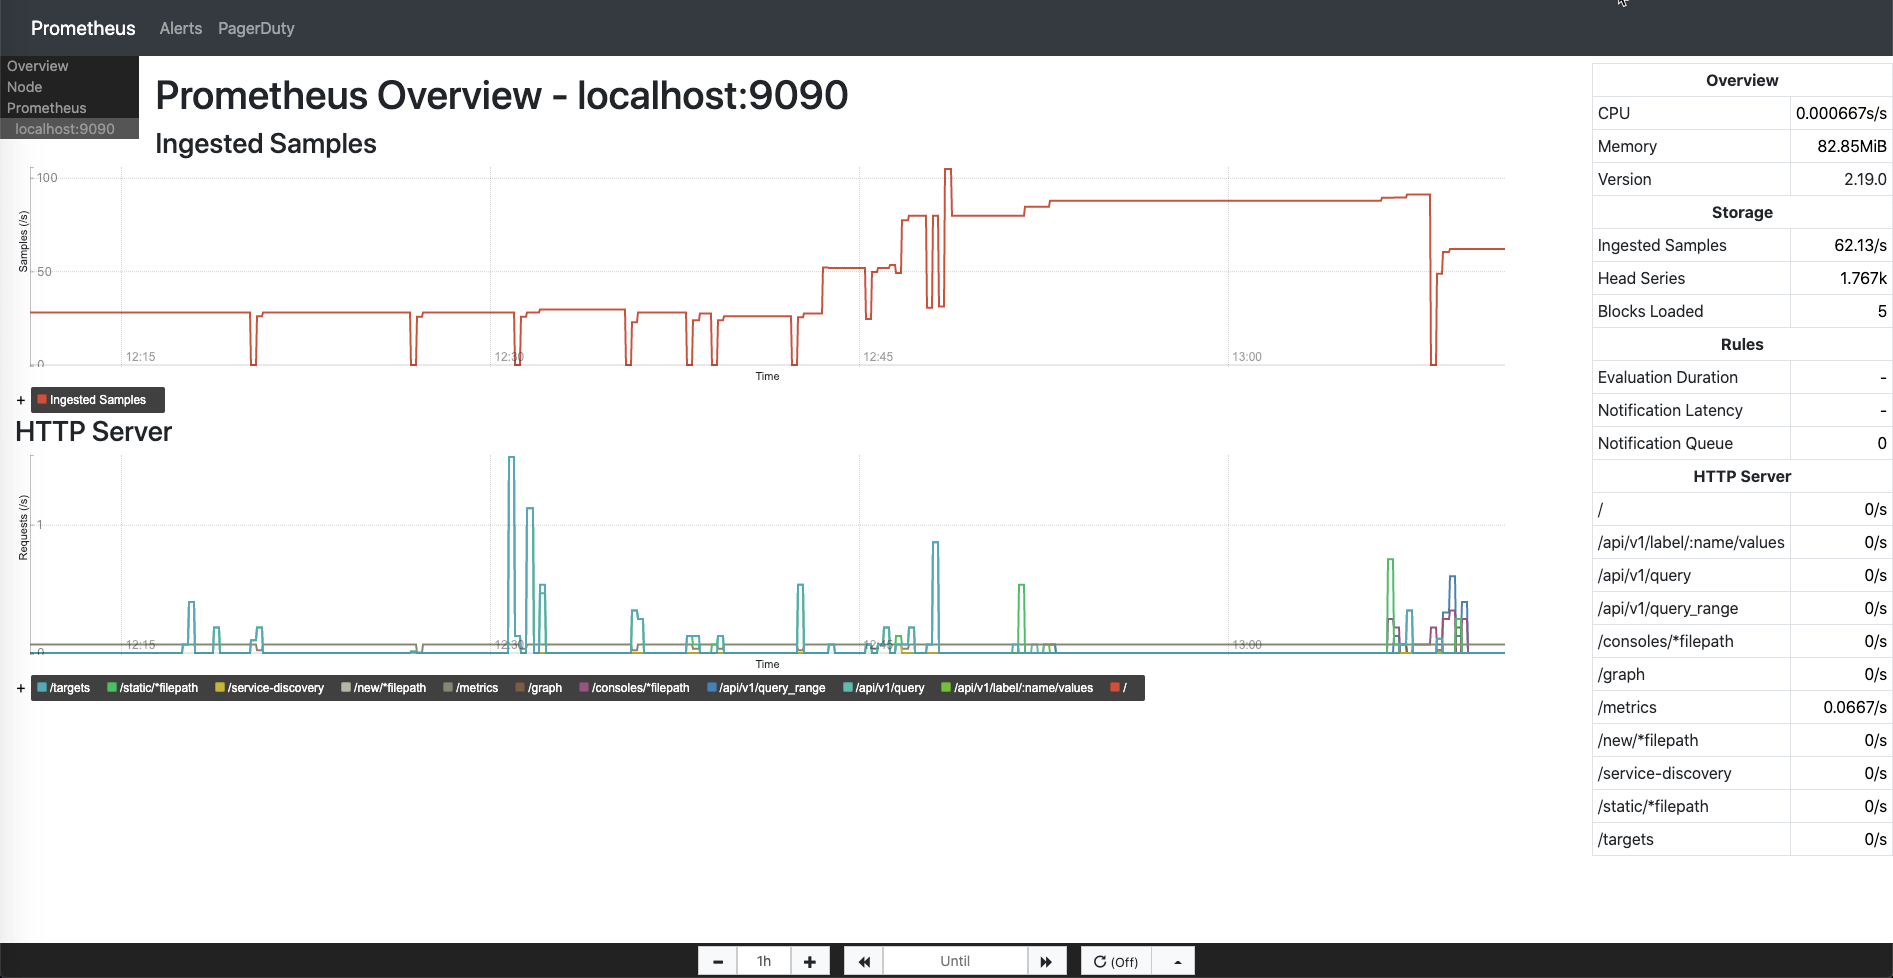 Prometheus Alerts PagerDuty
Overview
Node
Prometheus
localhost:9090
Prometheus Overview - localhost:9090
Ingested Samples
Samples (/s)
100
50
0
12:15 12:30 12:45 13:00
Time
+ Ingested Samples
HTTP Server
Requests (/s)
1
0
12:15 12:30 12:45 13:00
Time
+ /targets /static/*filepath /service-discovery /new/*filepath /metrics /graph /consoles/*filepath /api/v1/query_range /api/v1/query /api/v1/label/:name/values /
Overview
CPU 0.000667s/s
Memory 82.85MiB
Version 2.19.0
Storage
Ingested Samples 62.13/s
Head Series 1.767k
Blocks Loaded 5
Rules
Evaluation Duration -
Notification Latency -
Notification Queue 0
HTTP Server
/ 0/s
/api/v1/label/:name/values 0/s
/api/v1/query 0/s
/api/v1/query_range 0/s
/consoles/*filepath 0/s
/graph 0/s
/metrics 0.0667/s
/new/*filepath 0/s
/service-discovery 0/s
/static/*filepath 0/s
/targets 0/s
1h Until (Off)